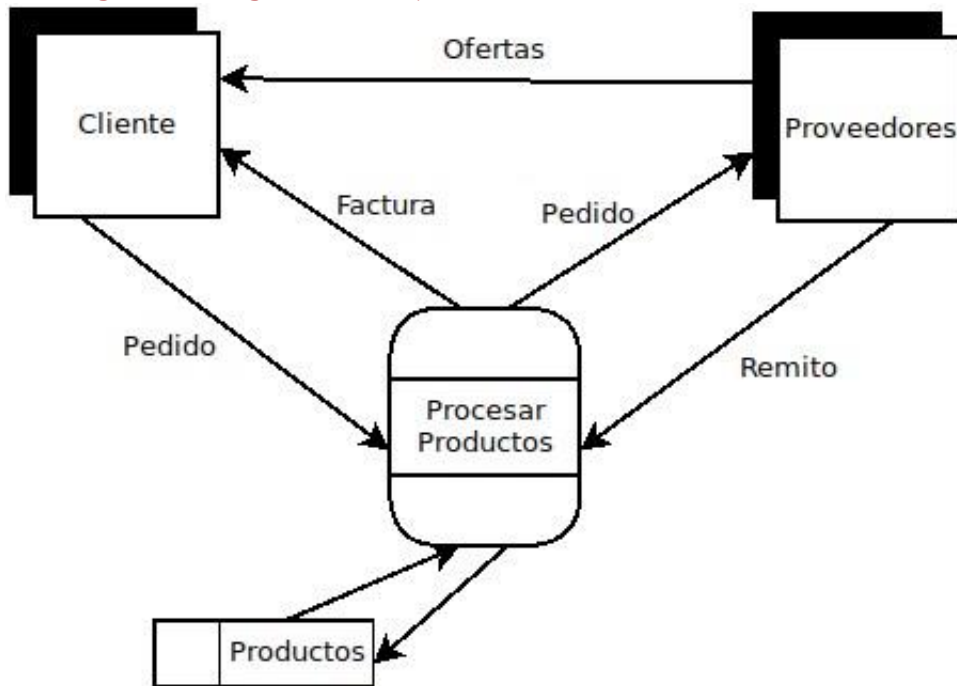 Ofertas
Cliente
Proveedores
Factura
Pedido
Pedido
Remito
Procesar
Productos
Productos